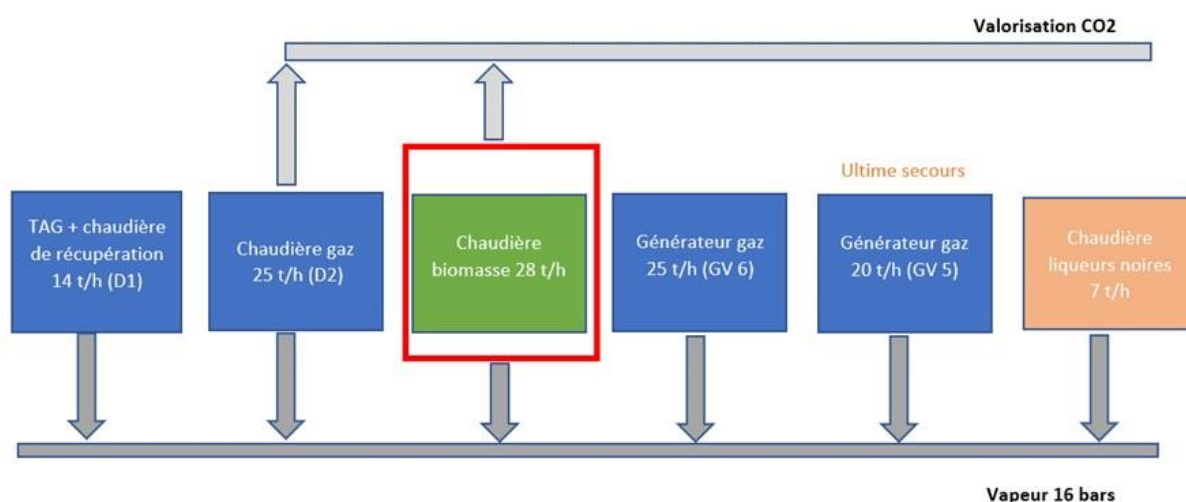 Valorisation CO2
Ultime secours
TAG + chaudière
de récupération
14 t/h (D1)
Chaudière gaz
25 t/h (D2)
Chaudière
biomasse 28 t/h
Générateur gaz
25 t/h (GV 6)
Générateur gaz
20 t/h (GV 5)
Chaudière
liqueurs noires
7 t/h
Vapeur 16 bars